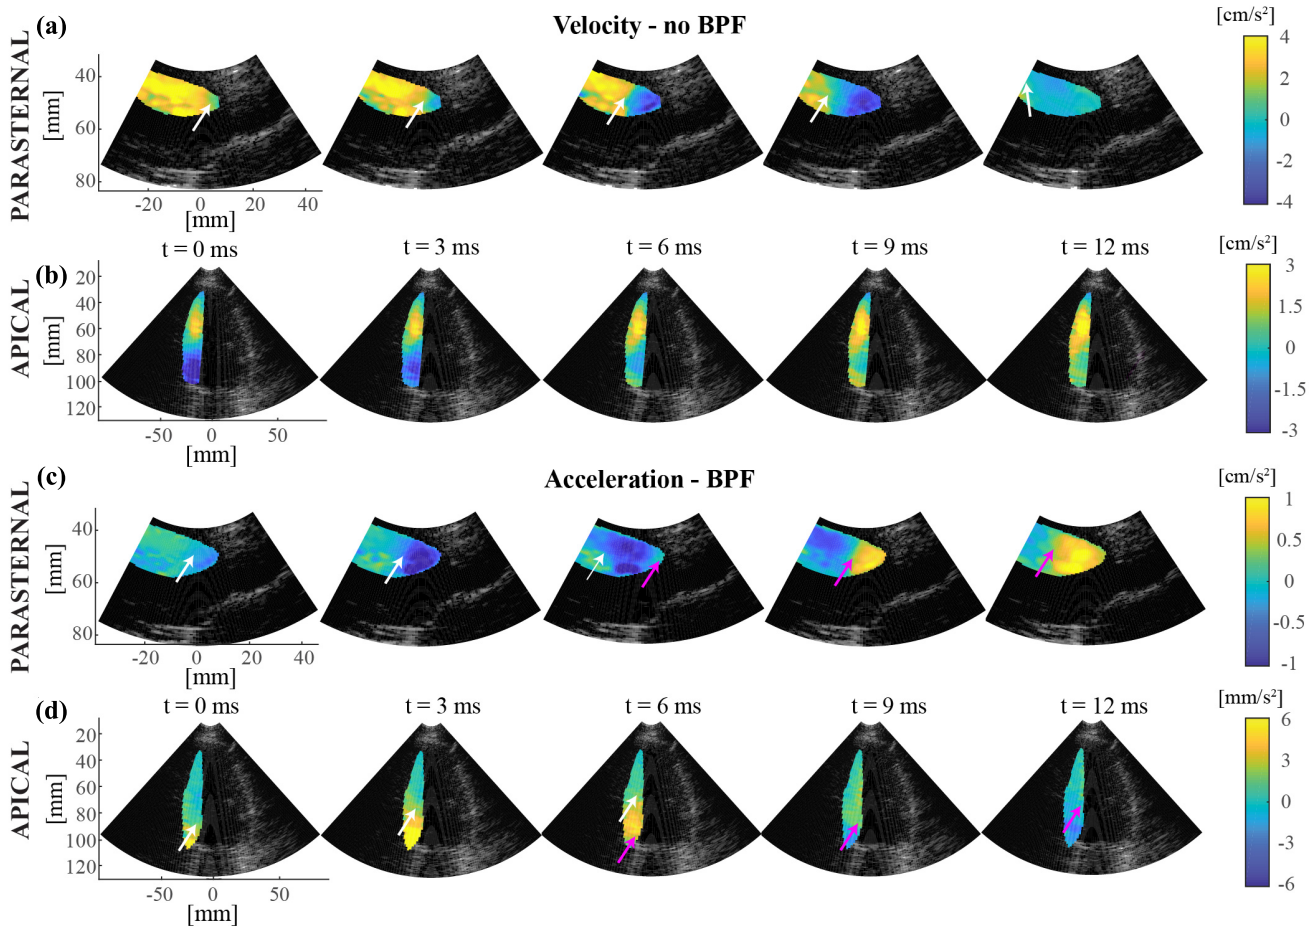 (a)
Velocity - no BPF
[cm/s²]
PARASTERNAL
[mm]
40
60
80
-20
0
20
40
[mm]
4
2
0
-2
-4
t = 0 ms
t = 3 ms
t = 6 ms
t = 9 ms
t = 12 ms
(b)
[cm/s²]
APICAL
[mm]
20
40
60
80
100
120
-50
0
50
[mm]
3
1.5
0
-1.5
-3
(c)
Acceleration - BPF
[cm/s²]
PARASTERNAL
[mm]
40
60
80
-20
0
20
40
[mm]
1
0.5
0
-0.5
-1
t = 0 ms
t = 3 ms
t = 6 ms
t = 9 ms
t = 12 ms
(d)
[mm/s²]
APICAL
[mm]
20
40
60
80
100
120
-50
0
50
[mm]
6
3
0
-3
-6